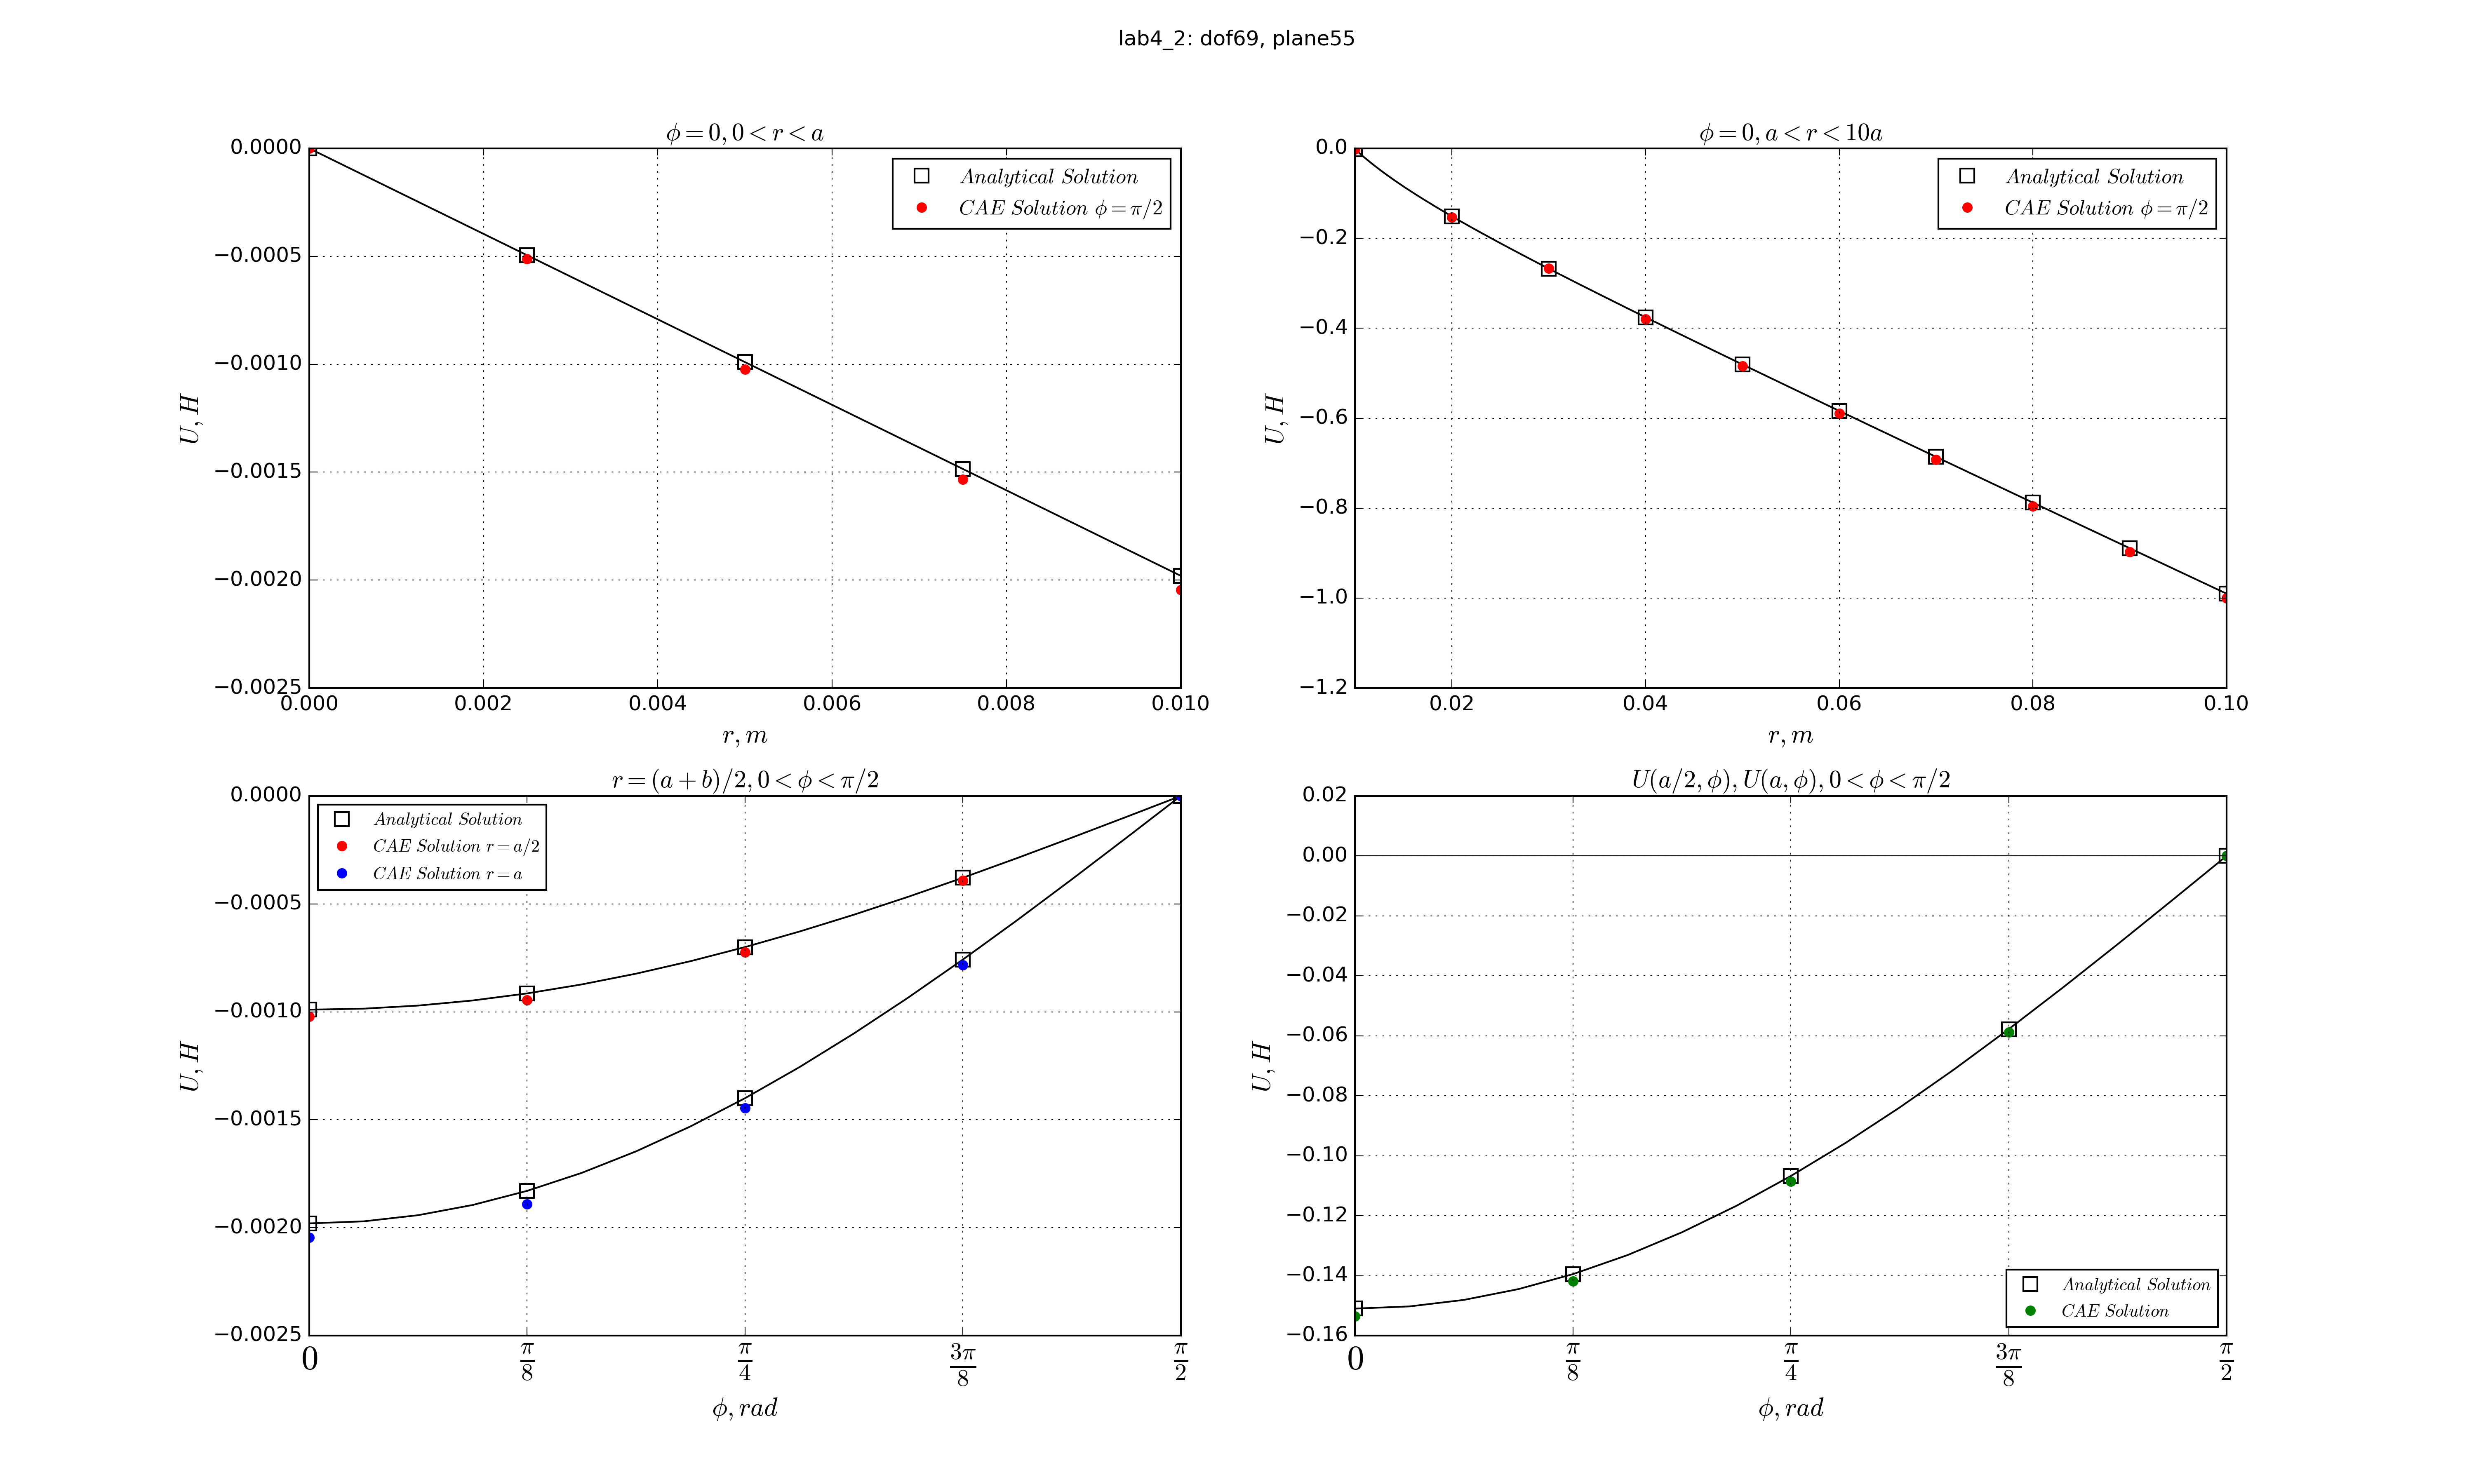 lab4_2: dof69, plane55
ϕ = 0, 0 < r < a
0.0000
−0.0005
−0.0010
−0.0015
−0.0020
−0.0025
U, H
Analytical Solution
CAE Solution ϕ = π/2
0.000 0.002 0.004 0.006 0.008 0.010
r, m
ϕ = 0, a < r < 10a
0.0
−0.2
−0.4
−0.6
−0.8
−1.0
−1.2
U, H
Analytical Solution
CAE Solution ϕ = π/2
0.02 0.04 0.06 0.08 0.10
r, m
r = (a + b)/2, 0 < ϕ < π/2
0.0000
−0.0005
−0.0010
−0.0015
−0.0020
−0.0025
U, H
Analytical Solution
CAE Solution r = a/2
CAE Solution r = a
0 π/8 π/4 3π/8 π/2
ϕ, rad
U(a/2, ϕ), U(a, ϕ), 0 < ϕ < π/2
0.02
0.00
−0.02
−0.04
−0.06
−0.08
−0.10
−0.12
−0.14
−0.16
U, H
Analytical Solution
CAE Solution
0 π/8 π/4 3π/8 π/2
ϕ, rad